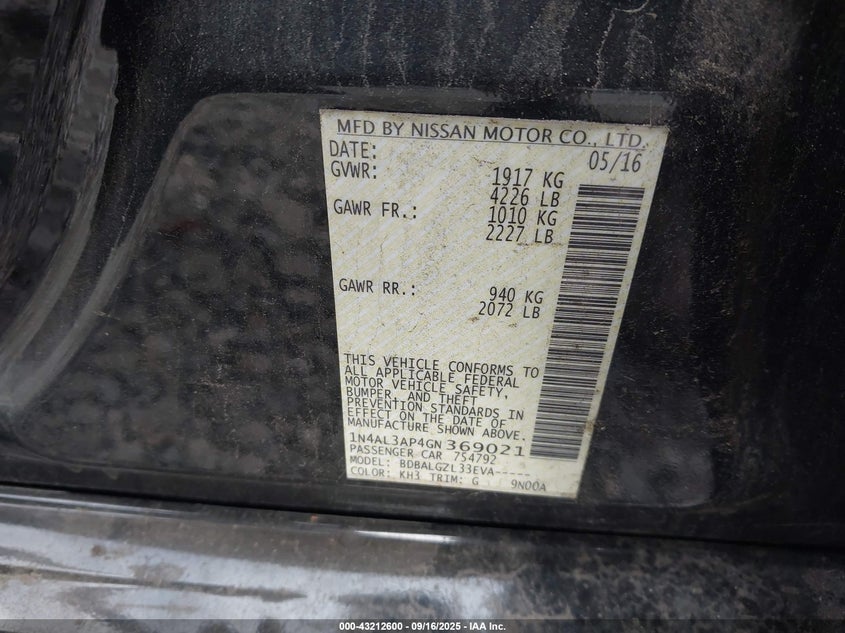 MFD BY NISSAN MOTOR CO., LTD.
DATE: 05/16
GVWR: 1917 KG
4226 LB
GAWR FR.: 1010 KG
2227 LB
GAWR RR.: 940 KG
2072 LB
THIS VEHICLE CONFORMS TO
ALL APPLICABLE FEDERAL
MOTOR VEHICLE SAFETY,
BUMPER, AND THEFT
PREVENTION STANDARDS IN
EFFECT ON THE DATE OF
MANUFACTURE SHOWN ABOVE.
1N4AL3AP4GN369021
PASSENGER CAR 754792
MODEL: BDBALGZL33EVA-----
COLOR: KH3 TRIM: G 9N00A
000-43212600 - 09/16/2025 - IAA Inc.